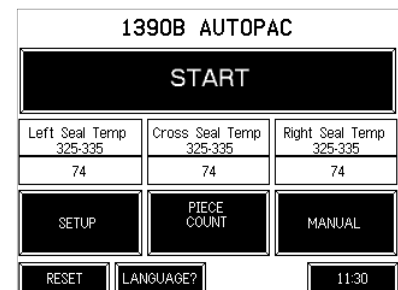 1390B AUTOPAC
START
Left Seal Temp Cross Seal Temp Right Seal Temp
325-335 325-335 325-335
74 74 74
SETUP PIECE COUNT MANUAL
RESET LANGUAGE? 11:30